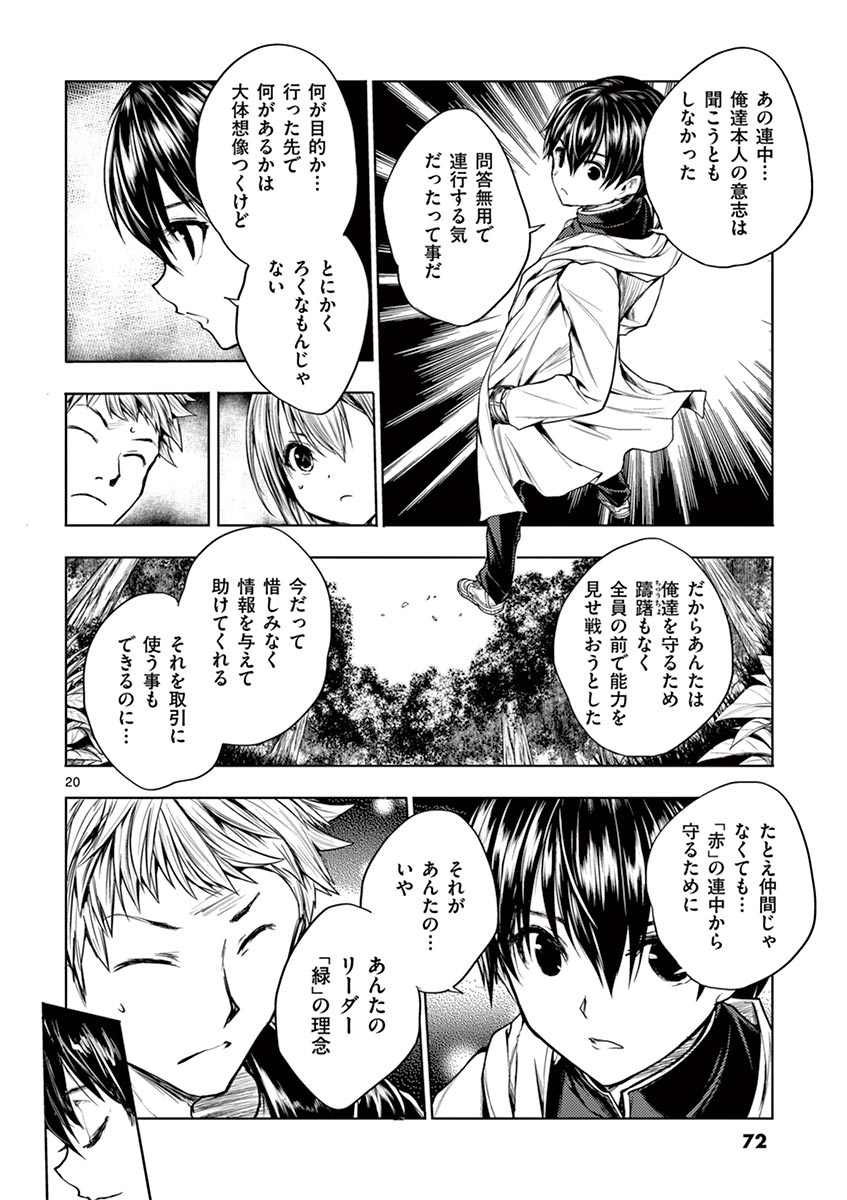 あの連中…
俺達本人の意志は
聞こうとも
しなかった
問答無用で
連行する気
だったって事だ
何が目的か…
行った先で
何があるかは
大体想像つくけど
とにかく
ろくなもんじゃ
ない
だからあんたは
俺達を守るため
躊躇もなく
ちゅうちょ
全員の前で能力を
見せ戦おうとした
今だって
惜しみなく
情報を与えて
助けてくれる
それを取引に
使う事も
できるのに…
20
たとえ仲間じゃ
なくても…
「赤」の連中から
守るために
それが
あんたの…
いや
あんたの
リーダー
「緑」の理念
72